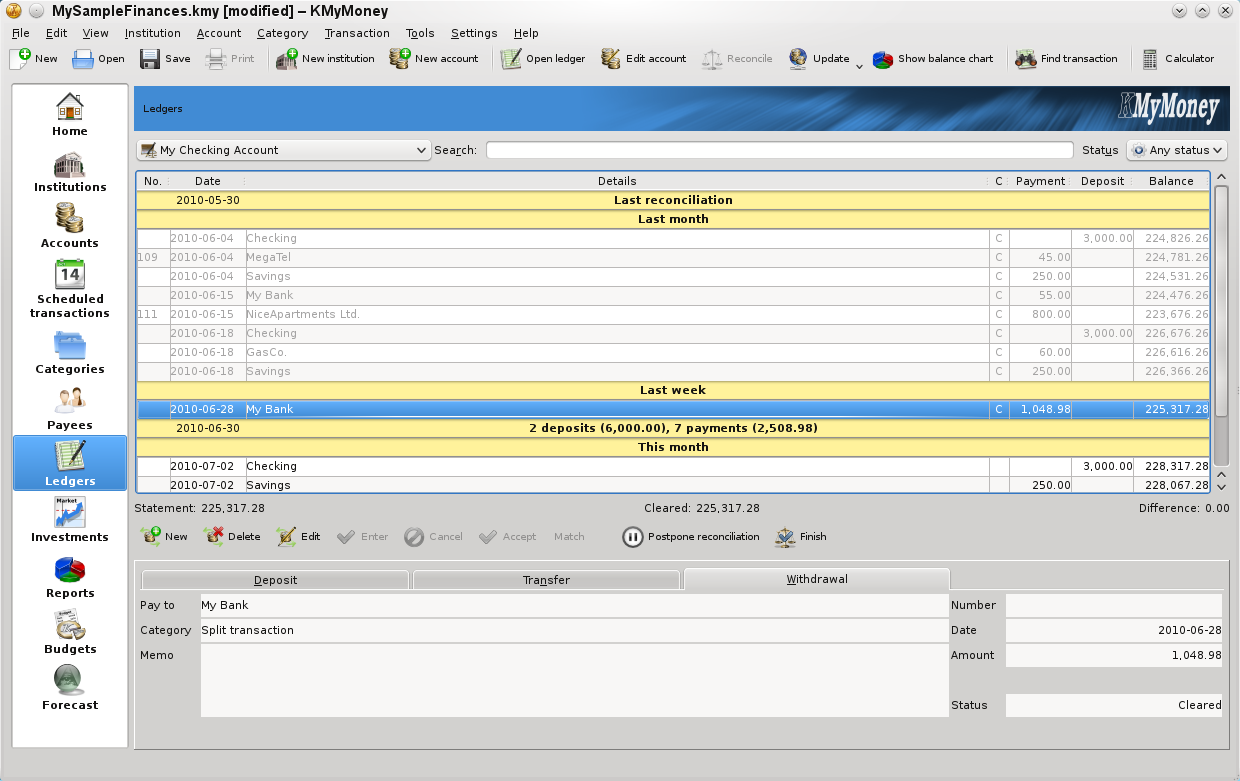 MySampleFinances.kmy [modified] – KMyMoney
File Edit View Institution Account Category Transaction Tools Settings Help
New Open Save Print New institution New account Open ledger Edit account Reconcile Update Show balance chart Find transaction Calculator
Home
Institutions
Accounts
14
Scheduled
transactions
Categories
Payees
Ledgers
Market
Investments
Reports
Budgets
Forecast
Ledgers
KMyMoney
My Checking Account Search: Status Any status
No. Date Details C Payment Deposit Balance
2010-05-30 Last reconciliation
Last month
2010-06-04 Checking C 3,000.00 224,826.26
109 2010-06-04 MegaTel C 45.00 224,781.26
2010-06-04 Savings C 250.00 224,531.26
2010-06-15 My Bank C 55.00 224,476.26
111 2010-06-15 NiceApartments Ltd. C 800.00 223,676.26
2010-06-18 Checking C 3,000.00 226,676.26
2010-06-18 GasCo. C 60.00 226,616.26
2010-06-18 Savings C 250.00 226,366.26
Last week
2010-06-28 My Bank C 1,048.98 225,317.28
2010-06-30 2 deposits (6,000.00), 7 payments (2,508.98)
This month
2010-07-02 Checking 3,000.00 228,317.28
2010-07-02 Savings 250.00 228,067.28
Statement: 225,317.28 Cleared: 225,317.28 Difference: 0.00
New Delete Edit Enter Cancel Accept Match Postpone reconciliation Finish
Deposit Transfer Withdrawal
Pay to My Bank Number
Category Split transaction Date 2010-06-28
Memo Amount 1,048.98
Status Cleared